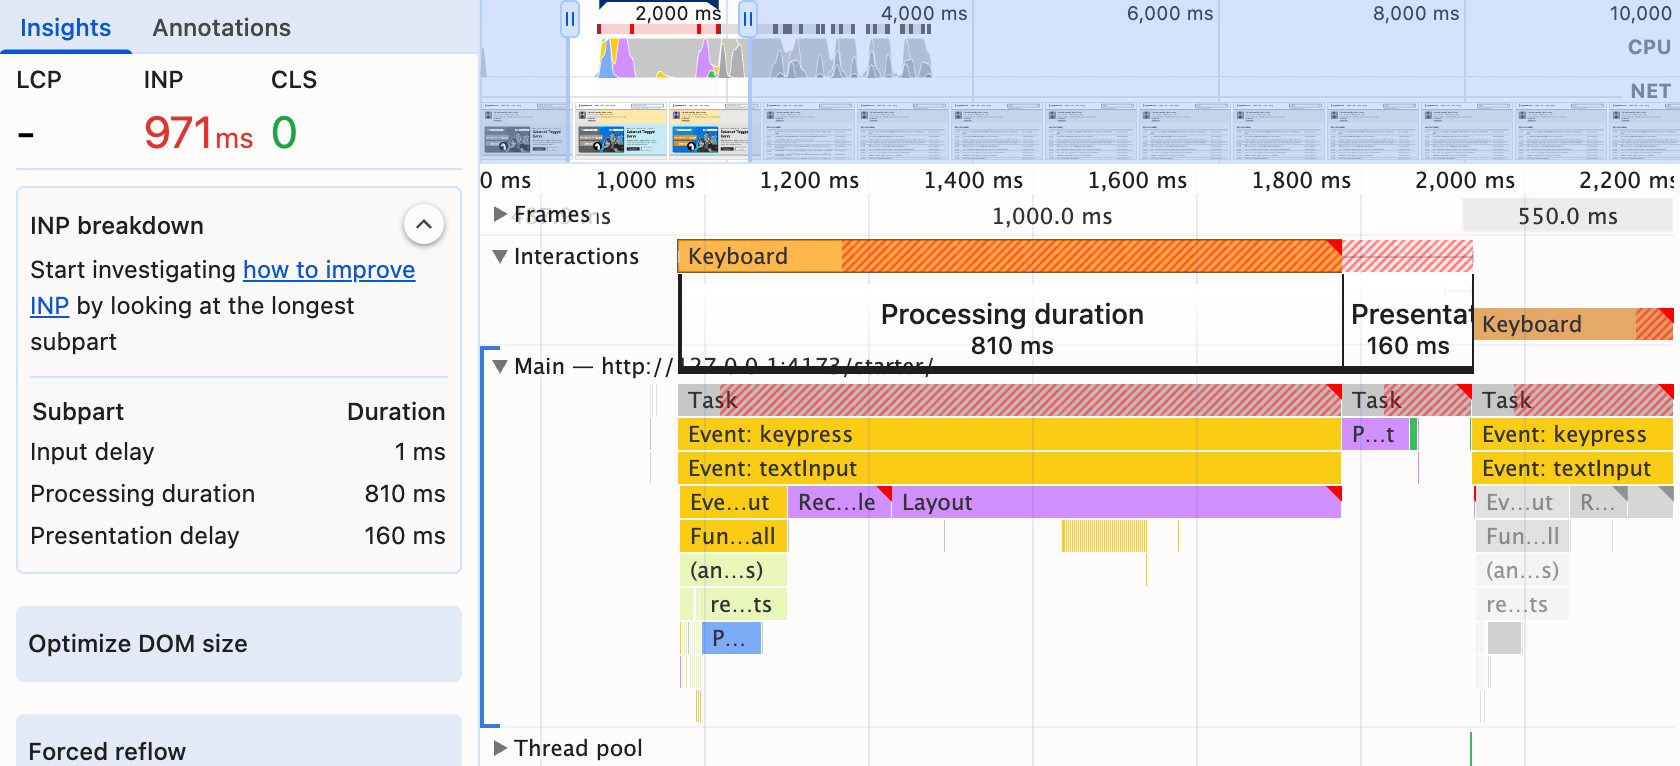 Insights Annotations
LCP INP CLS
- 971ms 0
INP breakdown
Start investigating how to improve
INP by looking at the longest
subpart
Subpart Duration
Input delay 1 ms
Processing duration 810 ms
Presentation delay 160 ms
Optimize DOM size
Forced reflow
2,000 ms 4,000 ms 6,000 ms 8,000 ms 10,000
CPU
NET
0 ms 1,000 ms 1,200 ms 1,400 ms 1,600 ms 1,800 ms 2,000 ms 2,200 ms
Frames ms 1,000.0 ms 550.0 ms
Interactions Keyboard
Processing duration Presentat
810 ms 160 ms
Keyboard
Main — http://127.0.0.1:4173/starter/
Task Task Task
Event: keypress P…t Event: keypress
Event: textInput Event: textInput
Eve…ut Rec…le Layout Ev…ut R…
Fun…all Fun…ll
(an…s) (an…s)
re…ts re…ts
P…
Thread pool